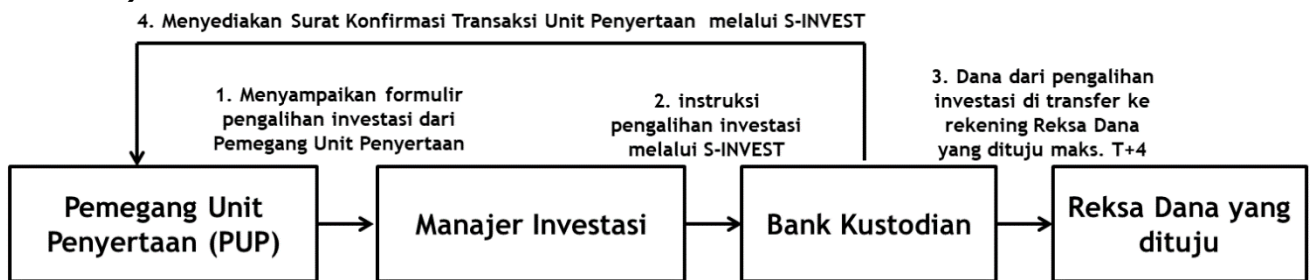 4. Menyediakan Surat Konfirmasi Transaksi Unit Penyertaan melalui S-INVEST
1. Menyampaikan formulir
pengalihan investasi dari
Pemegang Unit Penyertaan
2. instruksi
pengalihan investasi
melalui S-INVEST
3. Dana dari pengalihan
investasi di transfer ke
rekening Reksa Dana
yang dituju maks. T+4
Pemegang Unit
Penyertaan (PUP)
Manajer Investasi
Bank Kustodian
Reksa Dana yang
dituju